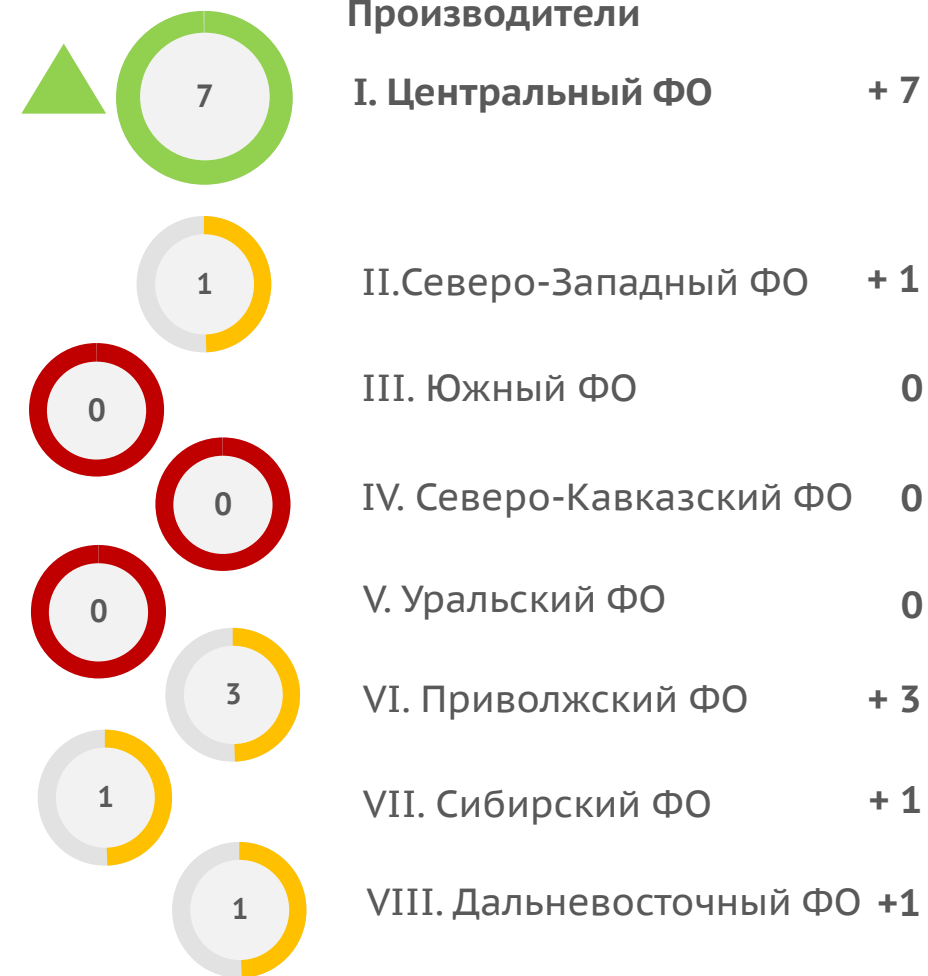 Производители
7 I. Центральный ФО + 7
1 II.Северо-Западный ФО + 1
0 III. Южный ФО 0
0 IV. Северо-Кавказский ФО 0
0 V. Уральский ФО 0
3 VI. Приволжский ФО + 3
1 VII. Сибирский ФО + 1
1 VIII. Дальневосточный ФО +1